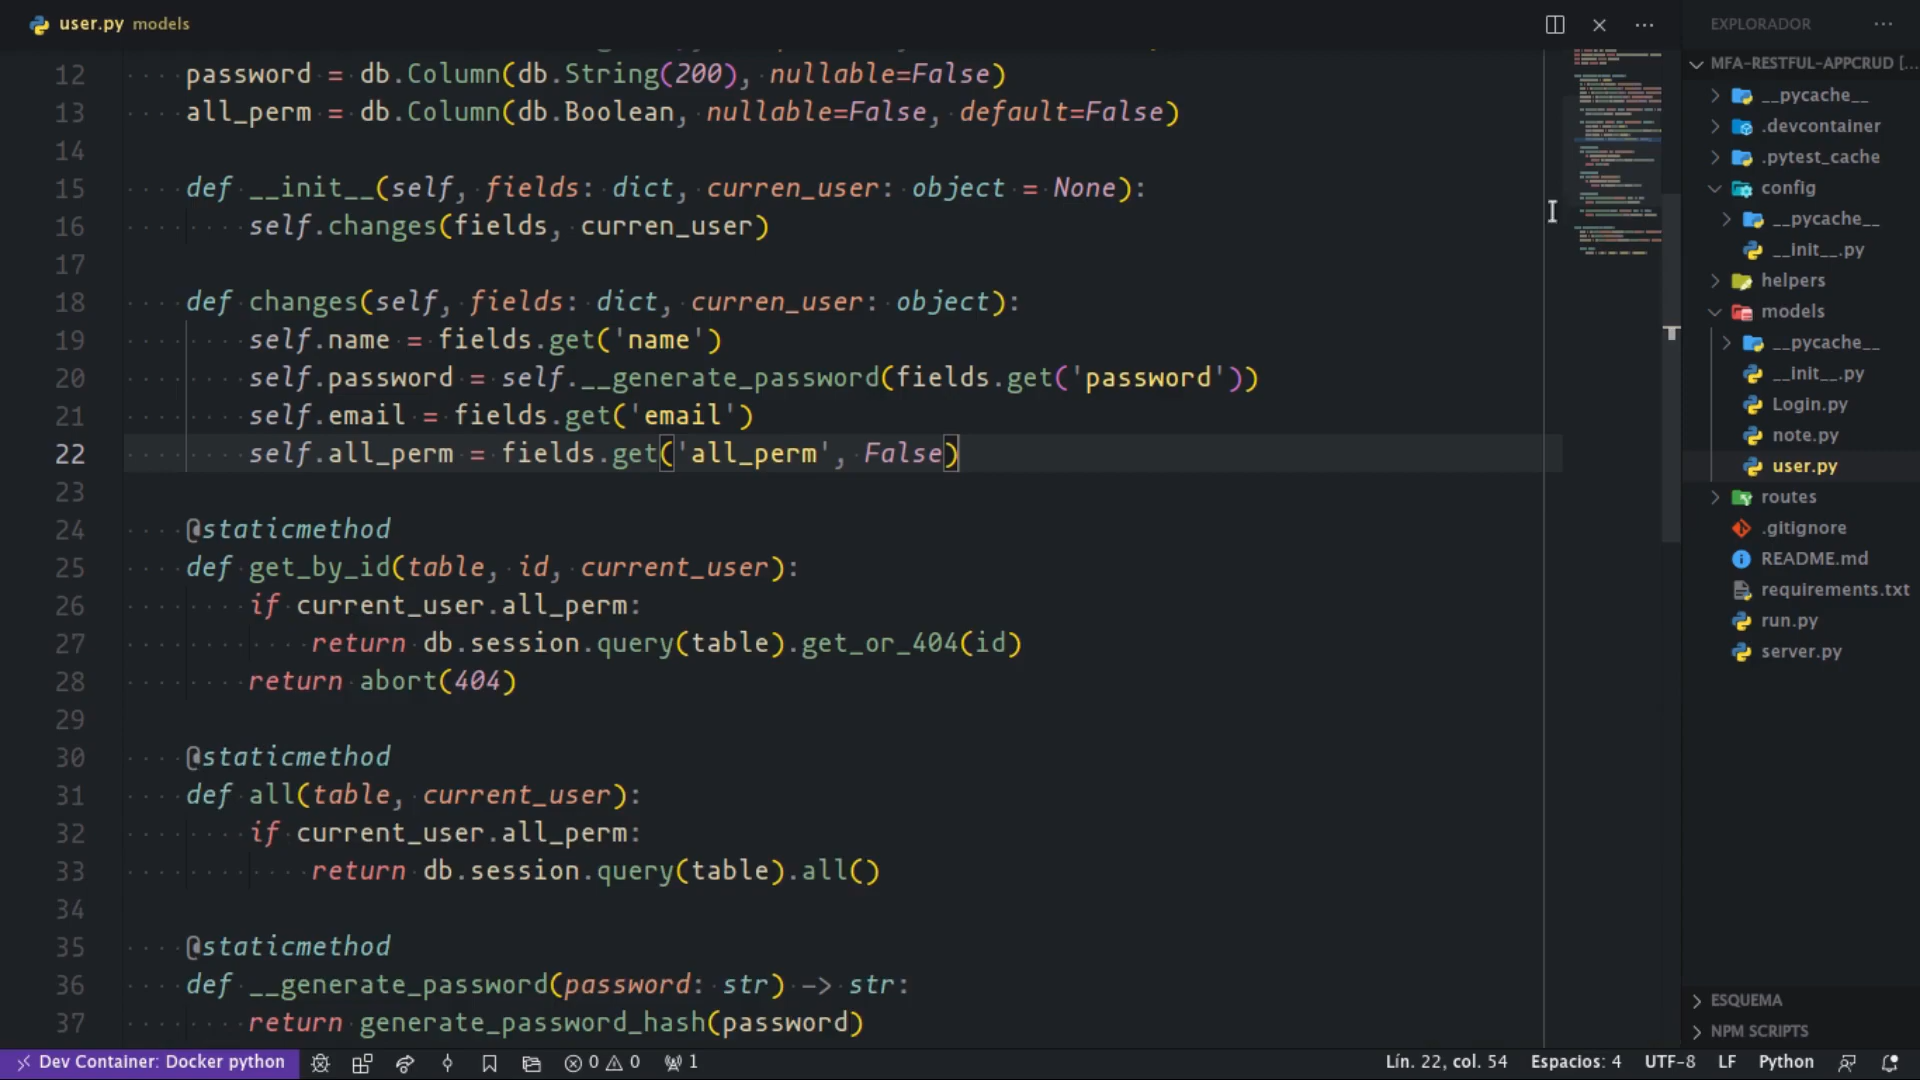 user.py models
12 password = db.Column(db.String(200), nullable=False)
13 all_perm = db.Column(db.Boolean, nullable=False, default=False)
14
15 def __init__(self, fields: dict, curren_user: object = None):
16 self.changes(fields, curren_user)
17
18 def changes(self, fields: dict, curren_user: object):
19 self.name = fields.get('name')
20 self.password = self.__generate_password(fields.get('password'))
21 self.email = fields.get('email')
22 self.all_perm = fields.get('all_perm', False)
23
24 @staticmethod
25 def get_by_id(table, id, current_user):
26 if current_user.all_perm:
27 return db.session.query(table).get_or_404(id)
28 return abort(404)
29
30 @staticmethod
31 def all(table, current_user):
32 if current_user.all_perm:
33 return db.session.query(table).all()
34
35 @staticmethod
36 def __generate_password(password: str) -> str:
37 return generate_password_hash(password)
EXPLORADOR
MFA-RESTFUL-APPCRUD [...
__pycache__
.devcontainer
.pytest_cache
config
__pycache__
__init__.py
helpers
models
__pycache__
__init__.py
Login.py
note.py
user.py
routes
.gitignore
README.md
requirements.txt
run.py
server.py
ESQUEMA
NPM SCRIPTS
Dev Container: Docker python 0 0 1 Lín. 22, col. 54 Espacios: 4 UTF-8 LF Python